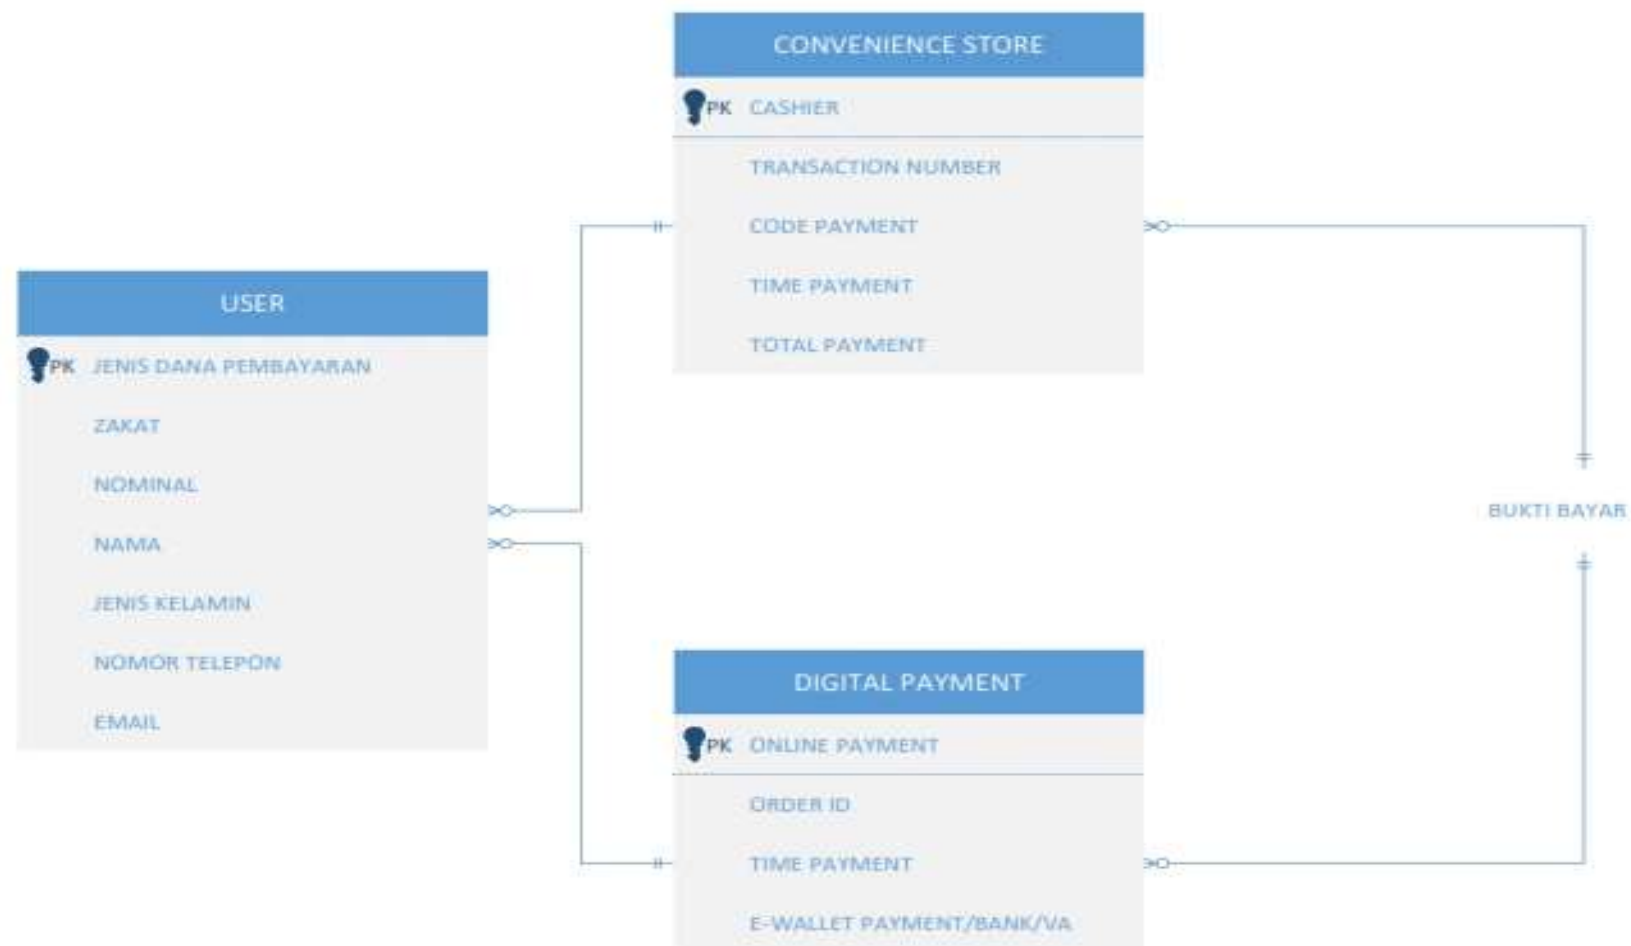 CONVENIENCE STORE
PK CASHIER
TRANSACTION NUMBER
CODE PAYMENT
TIME PAYMENT
TOTAL PAYMENT
USER
PK JENIS DANA PEMBAYARAN
ZAKAT
NOMINAL
NAMA
JENIS KELAMIN
NOMOR TELEPON
EMAIL
BUKTI BAYAR
DIGITAL PAYMENT
PK ONLINE PAYMENT
ORDER ID
TIME PAYMENT
E-WALLET PAYMENT/BANK/VA